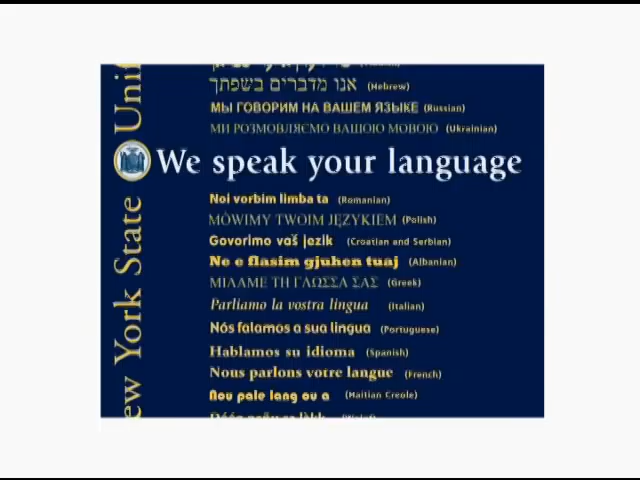 אנו מדברים בשפתך (Hebrew)
МЫ ГОВОРИМ НА ВАШЕМ ЯЗЫКЕ (Russian)
МИ РОЗМОВЛЯЄМО ВАШОЮ МОВОЮ (Ukrainian)
We speak your language
Noi vorbim limba ta (Romanian)
MÓWIMY TWOIM JĘZYKIEM (Polish)
Govorimo vaš jezik (Croatian and Serbian)
Ne e flasim gjuhen tuaj (Albanian)
ΜΙΛΑΜΕ ΤΗ ΓΛΩΣΣΑ ΣΑΣ (Greek)
Parliamo la vostra lingua (Italian)
Nós falamos a sua lingua (Portuguese)
Hablamos su idioma (Spanish)
Nous parlons votre langue (French)
Nou pale lang ou a (Haitian Creole)
ew York State Unif